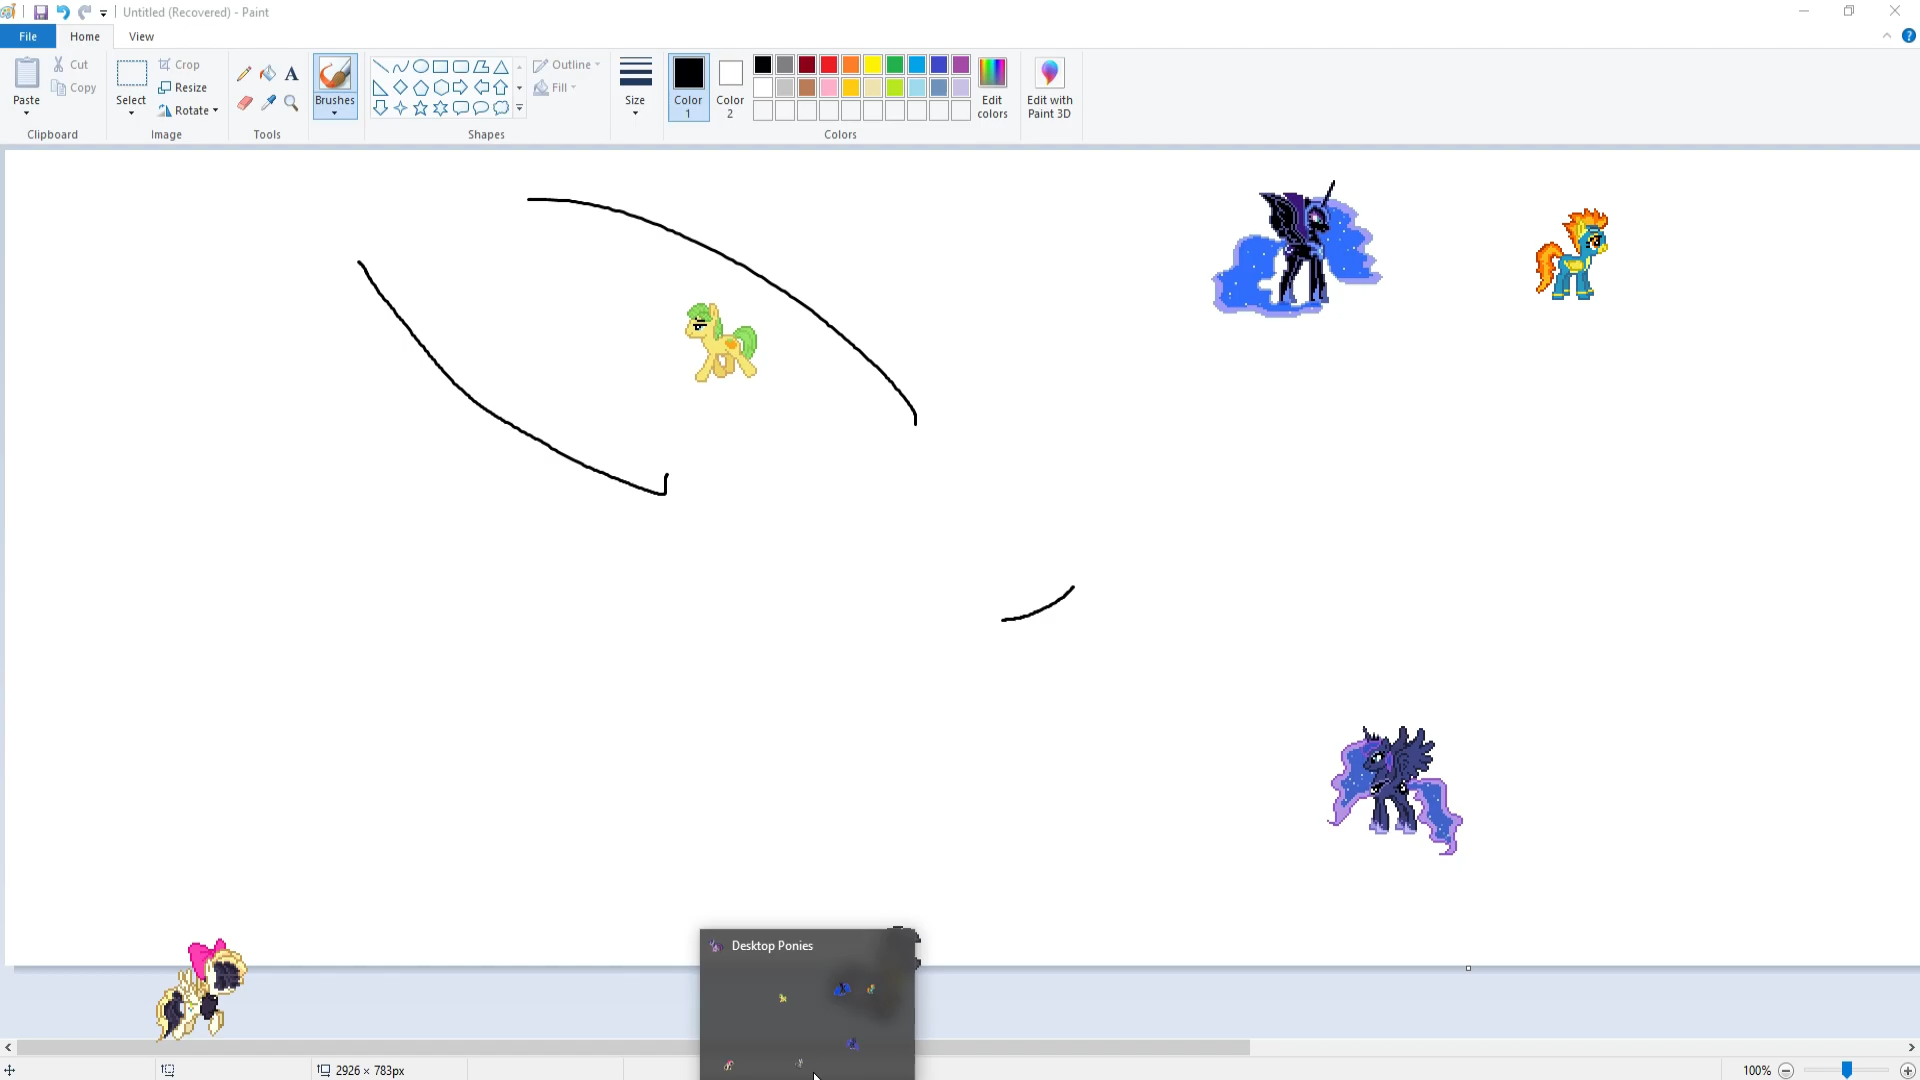 Untitled (Recovered) - Paint
File Home View
Paste
Cut
Copy
Clipboard
Select
Crop
Resize
Rotate
Image
A
Tools
Brushes
Shapes
Outline
Fill
Size
Color 1
Color 2
Edit colors
Colors
Edit with Paint 3D
?
Desktop Ponies
2926 × 783px
100%